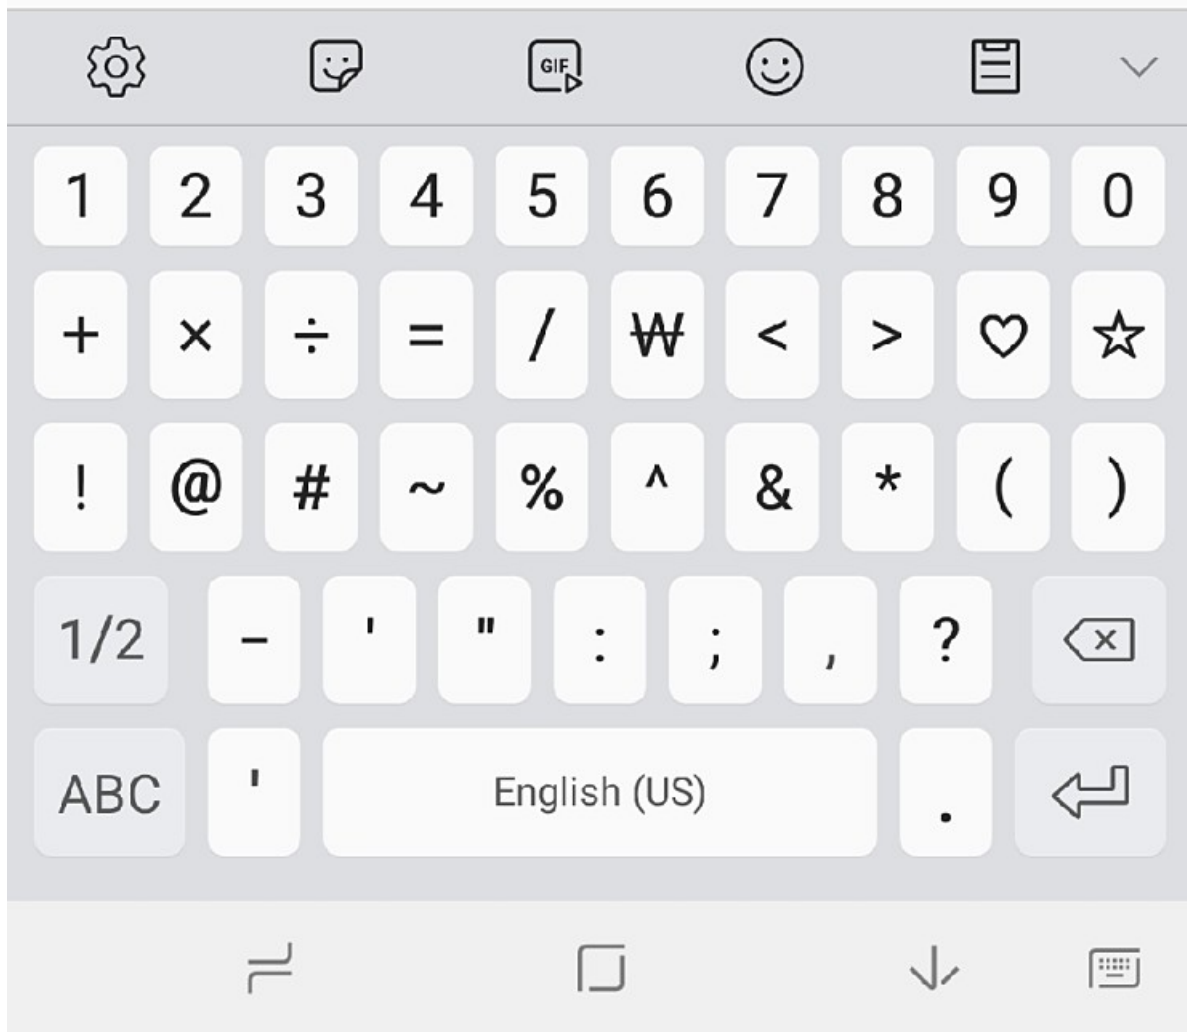 GIF
1 2 3 4 5 6 7 8 9 0
+ × ÷ = / ₩ < > ♡ ☆
! @ # ~ % ^ & * ( )
1/2 - ' " : ; , ?
ABC ' English (US) .